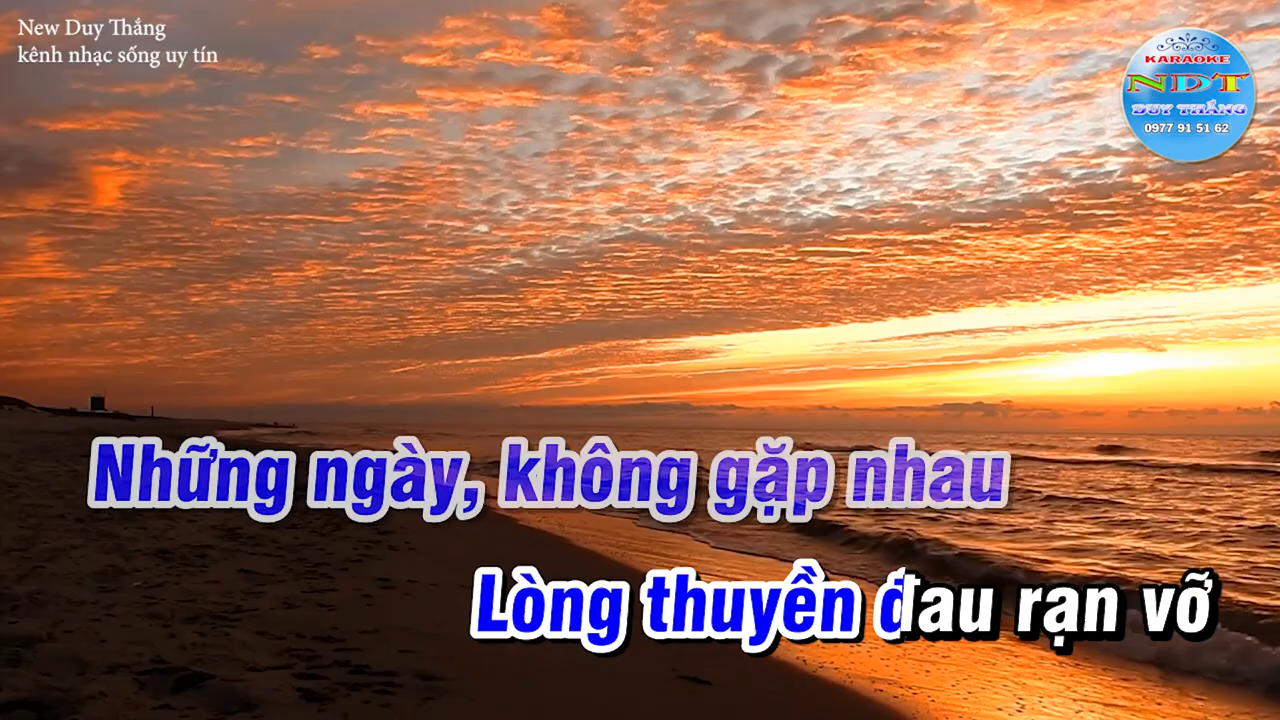 New Duy Thắng
kênh nhạc sống uy tín
KARAOKE
NDT
DUY THẮNG
0977 91 51 62
Những ngày, không gặp nhau
Lòng thuyền đau rạn vỡ